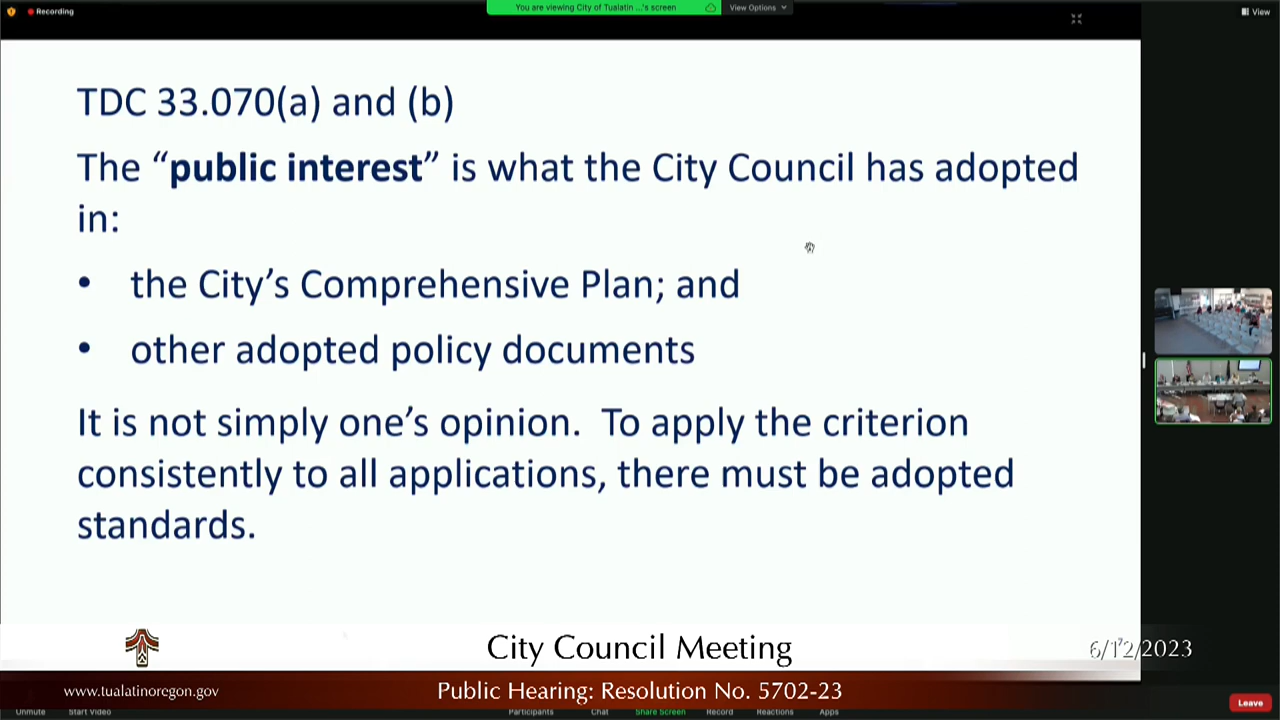 Recording
You are viewing City of Tualatin ...'s screen
View Options
View
TDC 33.070(a) and (b)
The “public interest” is what the City Council has adopted
in:
• the City’s Comprehensive Plan; and
• other adopted policy documents
It is not simply one’s opinion.  To apply the criterion
consistently to all applications, there must be adopted
standards.
City Council Meeting
6/12/2023
www.tualatinoregon.gov
Public Hearing: Resolution No. 5702-23
Unmute
Start Video
Participants
Chat
Share Screen
Record
Reactions
Apps
Leave